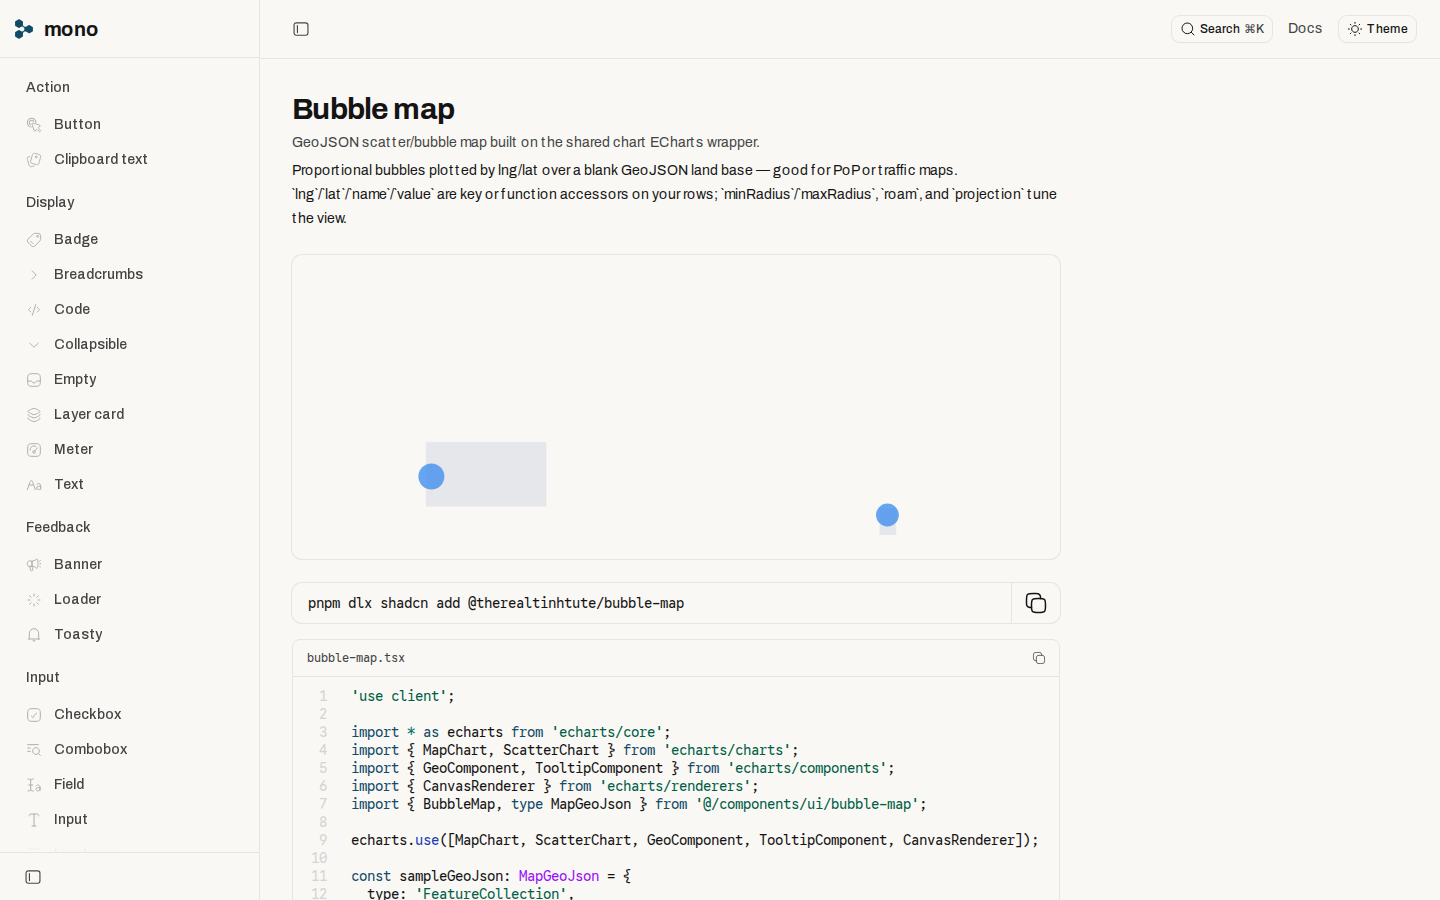 mono
Search ⌘K
Docs
Theme
Action
Button
Clipboard text
Display
Badge
Breadcrumbs
Code
Collapsible
Empty
Layer card
Meter
Text
Feedback
Banner
Loader
Toasty
Input
Checkbox
Combobox
Field
Input
Bubble map
GeoJSON scatter/bubble map built on the shared chart ECharts wrapper.
Proportional bubbles plotted by lng/lat over a blank GeoJSON land base — good for PoP or traffic maps.
`lng`/`lat`/`name`/`value` are key or function accessors on your rows; `minRadius`/`maxRadius`, `roam`, and `projection` tune
the view.
pnpm dlx shadcn add @therealtinhtute/bubble-map
bubble-map.tsx
1 'use client';
2
3 import * as echarts from 'echarts/core';
4 import { MapChart, ScatterChart } from 'echarts/charts';
5 import { GeoComponent, TooltipComponent } from 'echarts/components';
6 import { CanvasRenderer } from 'echarts/renderers';
7 import { BubbleMap, type MapGeoJson } from '@/components/ui/bubble-map';
8
9 echarts.use([MapChart, ScatterChart, GeoComponent, TooltipComponent, CanvasRenderer]);
10
11 const sampleGeoJson: MapGeoJson = {
12 type: 'FeatureCollection',